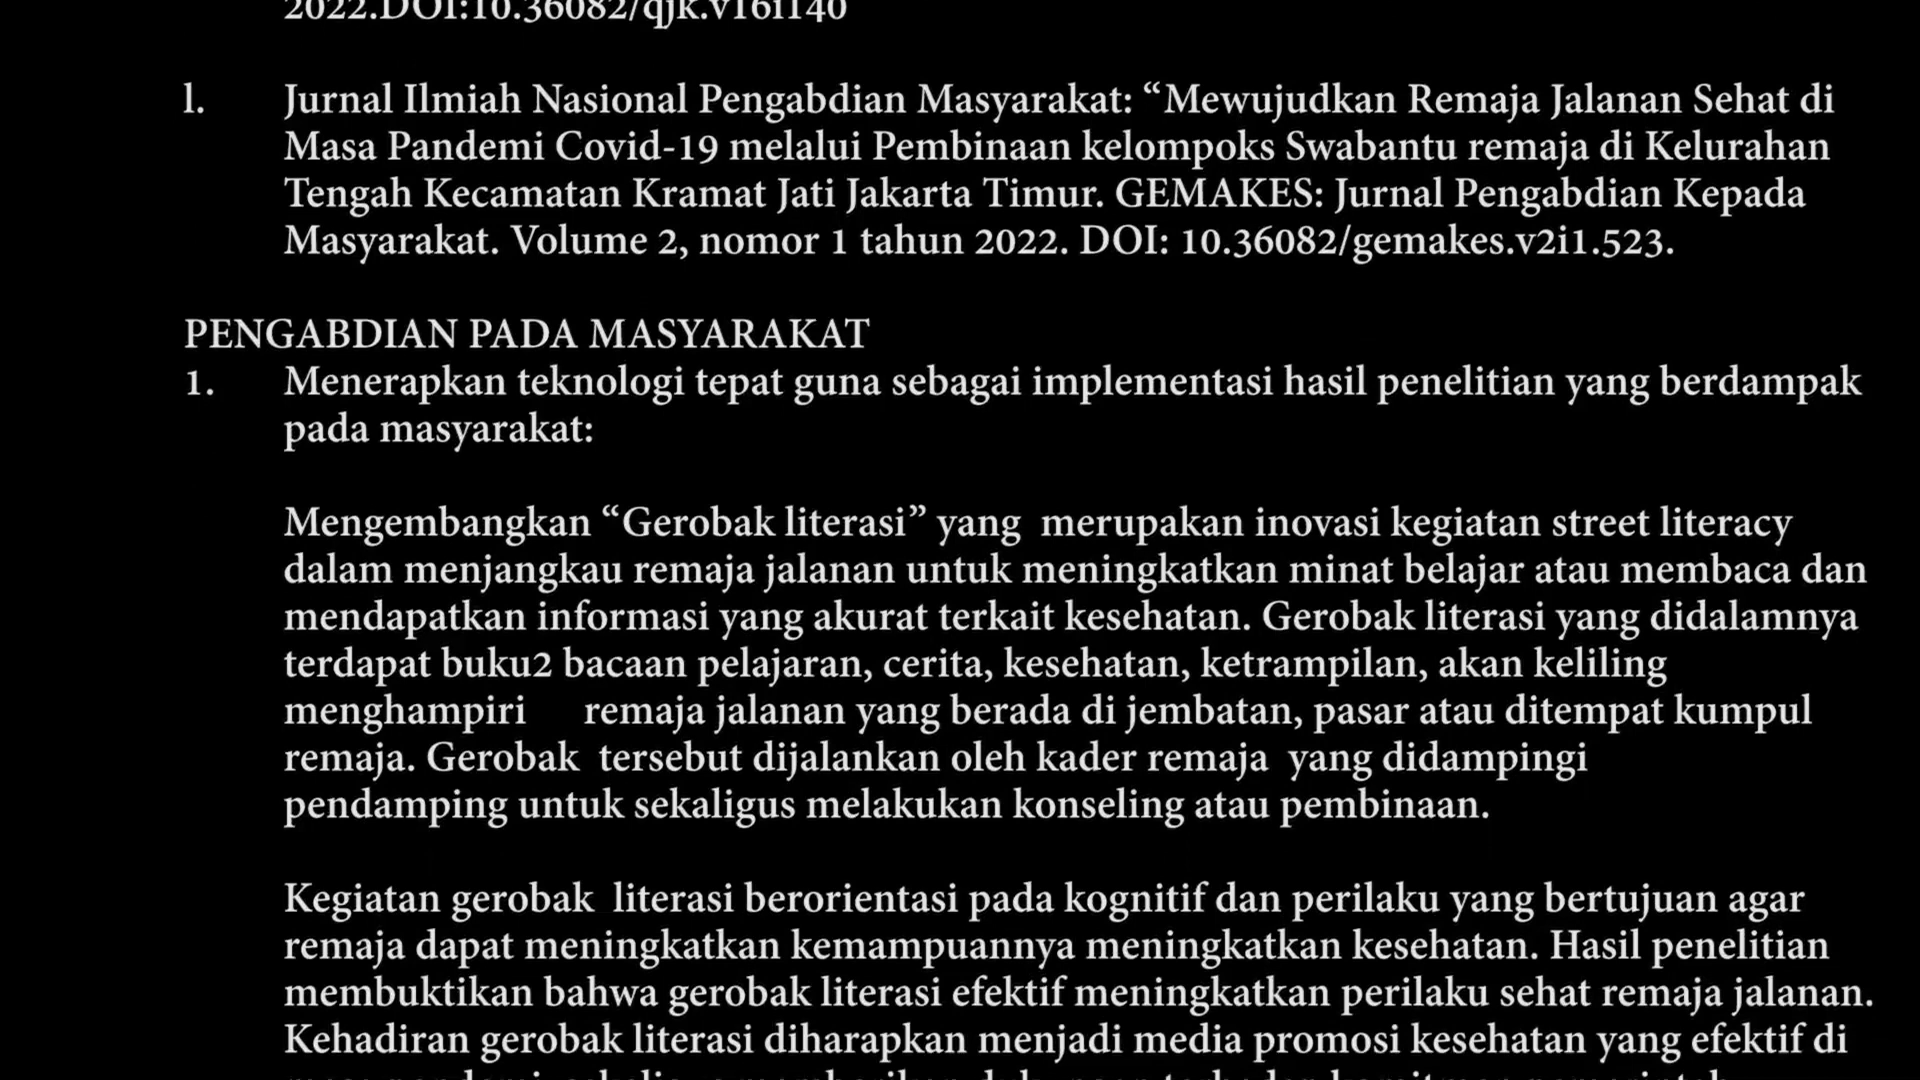 2022.DOI:10.36082/qjk.v16i140
l. Jurnal Ilmiah Nasional Pengabdian Masyarakat: “Mewujudkan Remaja Jalanan Sehat di
Masa Pandemi Covid-19 melalui Pembinaan kelompoks Swabantu remaja di Kelurahan
Tengah Kecamatan Kramat Jati Jakarta Timur. GEMAKES: Jurnal Pengabdian Kepada
Masyarakat. Volume 2, nomor 1 tahun 2022. DOI: 10.36082/gemakes.v2i1.523.
PENGABDIAN PADA MASYARAKAT
1. Menerapkan teknologi tepat guna sebagai implementasi hasil penelitian yang berdampak
pada masyarakat:
Mengembangkan “Gerobak literasi” yang merupakan inovasi kegiatan street literacy
dalam menjangkau remaja jalanan untuk meningkatkan minat belajar atau membaca dan
mendapatkan informasi yang akurat terkait kesehatan. Gerobak literasi yang didalamnya
terdapat buku2 bacaan pelajaran, cerita, kesehatan, ketrampilan, akan keliling
menghampiri remaja jalanan yang berada di jembatan, pasar atau ditempat kumpul
remaja. Gerobak tersebut dijalankan oleh kader remaja yang didampingi
pendamping untuk sekaligus melakukan konseling atau pembinaan.
Kegiatan gerobak literasi berorientasi pada kognitif dan perilaku yang bertujuan agar
remaja dapat meningkatkan kemampuannya meningkatkan kesehatan. Hasil penelitian
membuktikan bahwa gerobak literasi efektif meningkatkan perilaku sehat remaja jalanan.
Kehadiran gerobak literasi diharapkan menjadi media promosi kesehatan yang efektif di